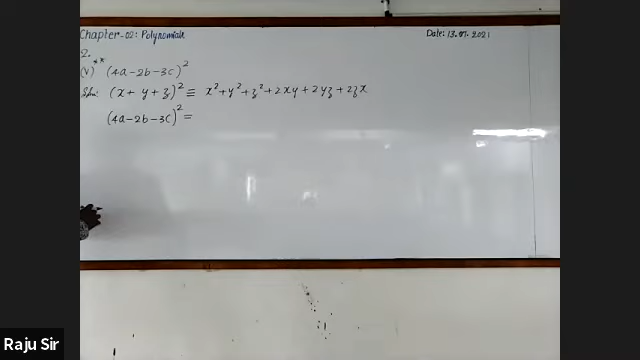 Chapter-02: Polynomials
Date: 13.07.2021
2.
**
(v) (4a-2b-3c)²
Soln: (x+y+z)² ≡ x²+y²+z²+2xy+2yz+2zx
(4a-2b-3c)² =
Raju Sir